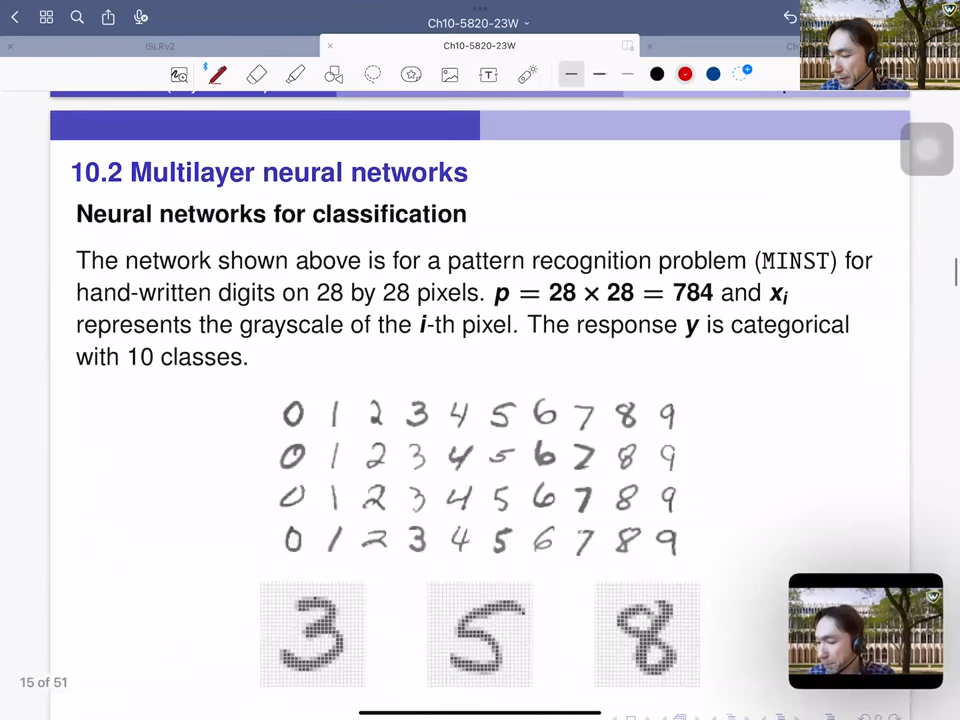 Ch10-5820-23W
ISLRv2
Ch10-5820-23W
Ch
10.2 Multilayer neural networks
Neural networks for classification
The network shown above is for a pattern recognition problem (MINST) for
hand-written digits on 28 by 28 pixels. p = 28 × 28 = 784 and xi
represents the grayscale of the i-th pixel. The response y is categorical
with 10 classes.
0 1 2 3 4 5 6 7 8 9
0 1 2 3 4 5 6 7 8 9
0 1 2 3 4 5 6 7 8 9
0 1 2 3 4 5 6 7 8 9
3 5 8
15 of 51